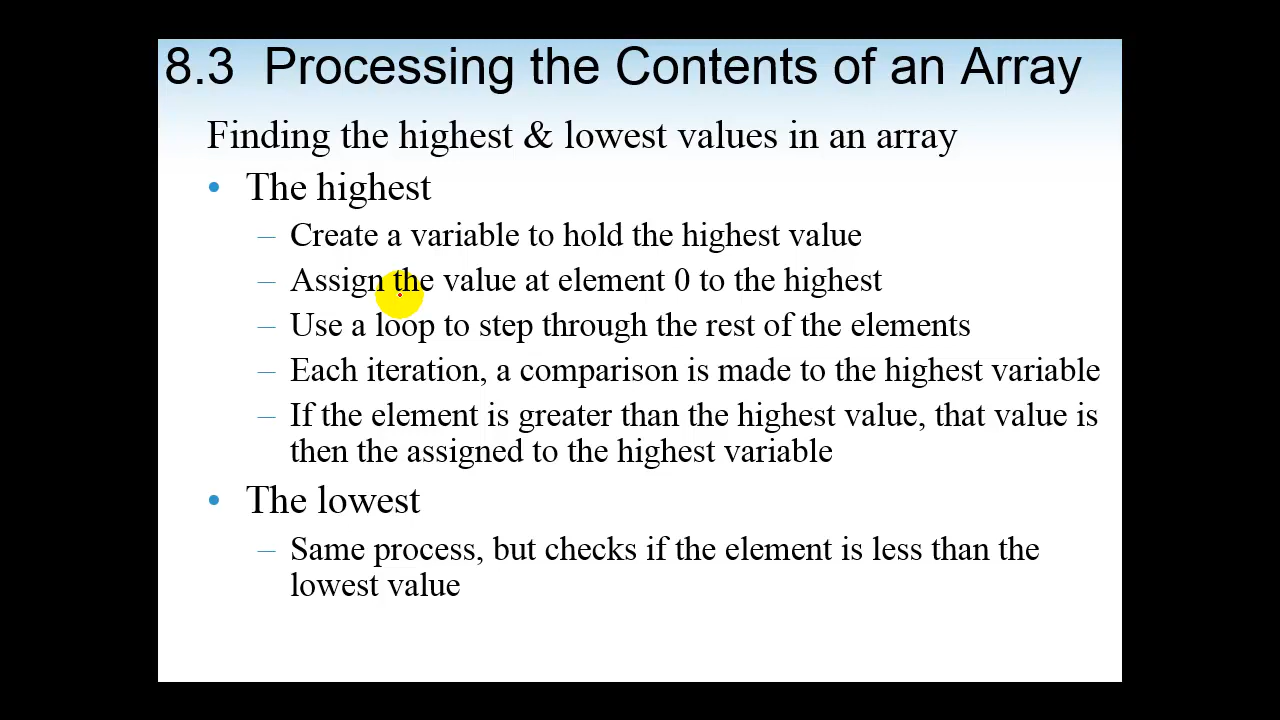 8.3 Processing the Contents of an Array
Finding the highest & lowest values in an array
• The highest
– Create a variable to hold the highest value
– Assign the value at element 0 to the highest
– Use a loop to step through the rest of the elements
– Each iteration, a comparison is made to the highest variable
– If the element is greater than the highest value, that value is
then the assigned to the highest variable
• The lowest
– Same process, but checks if the element is less than the
lowest value